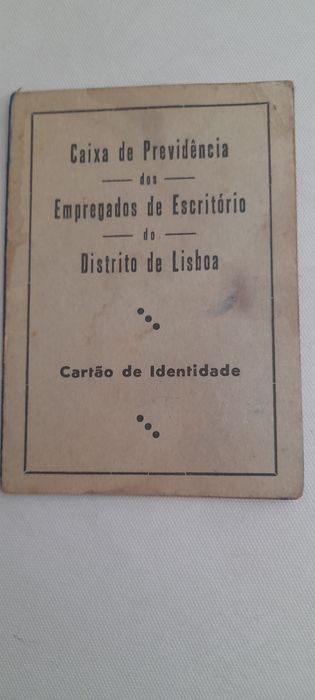 Caixa de Previdência
dos
Empregados de Escritório
do
Distrito de Lisboa
Cartão de Identidade